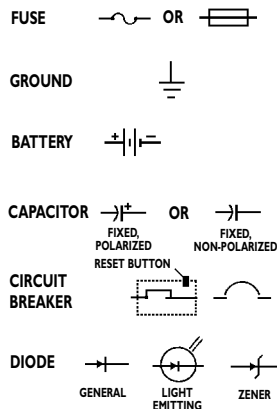 FUSE OR
GROUND
BATTERY + −
CAPACITOR + OR
FIXED, POLARIZED
FIXED, NON-POLARIZED
RESET BUTTON
CIRCUIT BREAKER
DIODE
GENERAL
LIGHT EMITTING
ZENER